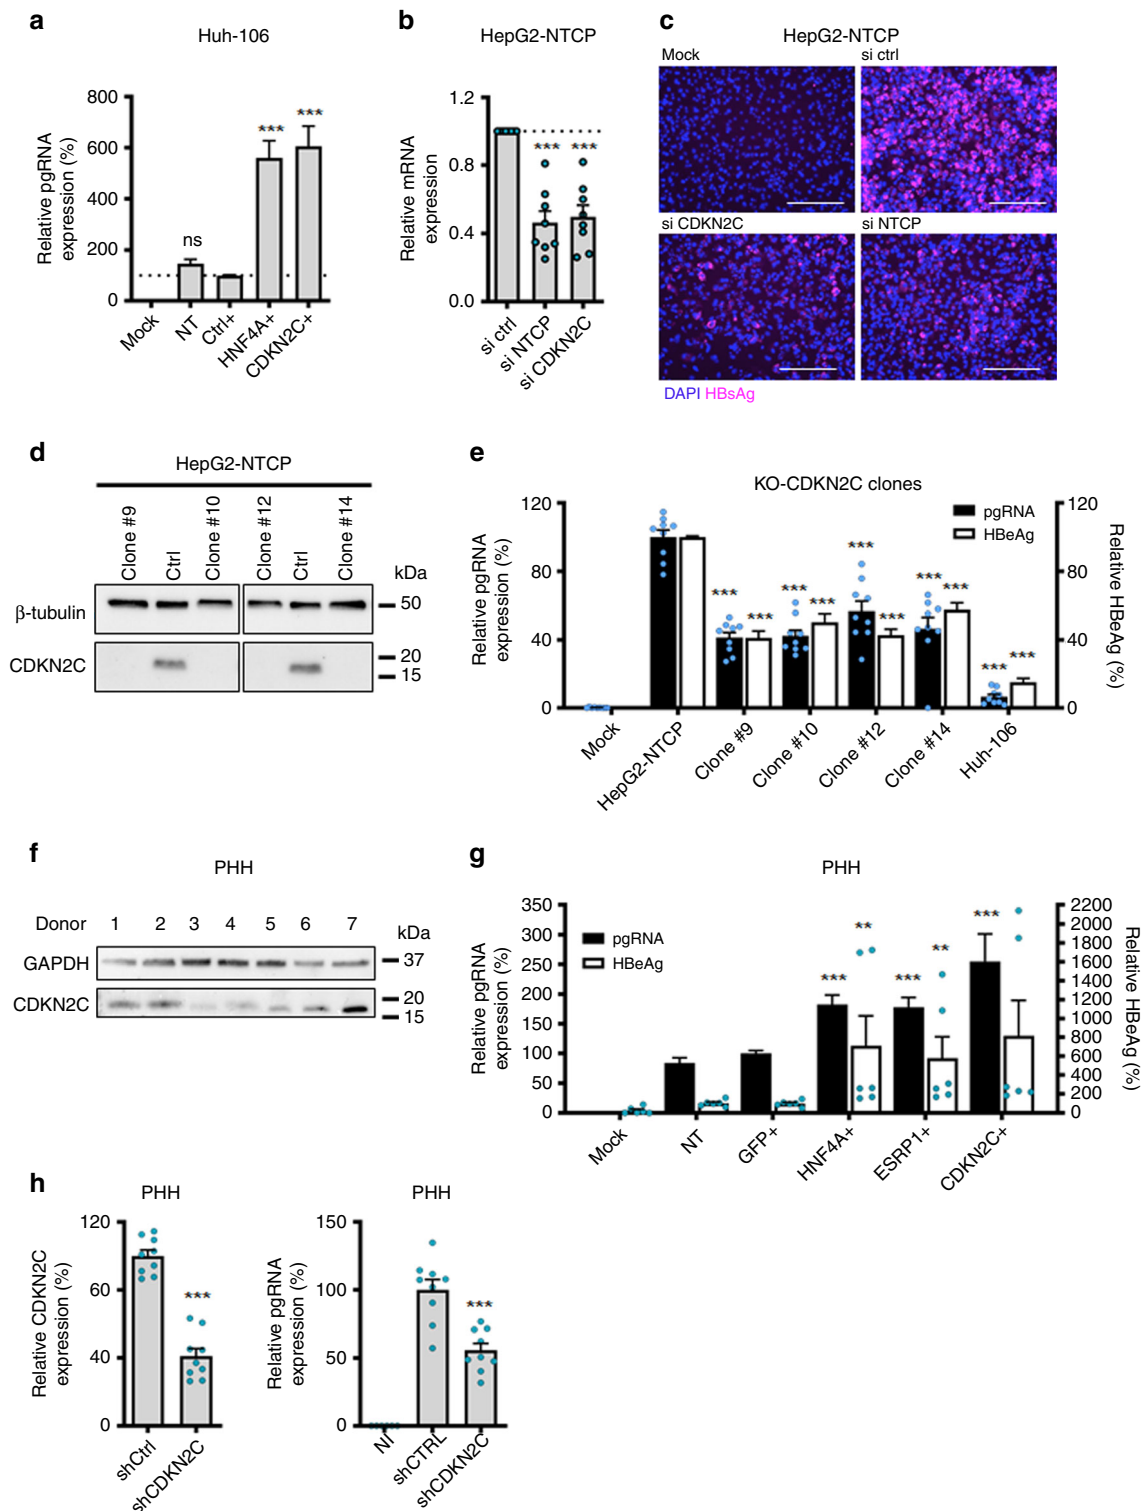 a
Huh-106
Relative pgRNA
expression (%)
800
600
400
200
0
ns
***
***
Mock
NT
Ctrl+
HNF4A+
CDKN2C+
b
HepG2-NTCP
Relative mRNA
expression
1.2
0.8
0.4
0.0
***
***
si ctrl
si NTCP
si CDKN2C
c
HepG2-NTCP
Mock
si ctrl
si CDKN2C
si NTCP
DAPI HBsAg
d
HepG2-NTCP
Clone #9
Ctrl
Clone #10
Clone #12
Ctrl
Clone #14
kDa
β-tubulin
50
CDKN2C
20
15
e
KO-CDKN2C clones
Relative pgRNA
expression (%)
120
80
40
0
pgRNA
HBeAg
120
80
40
0
Relative HBeAg (%)
***
***
***
***
***
***
***
***
***
***
Mock
HepG2-NTCP
Clone #9
Clone #10
Clone #12
Clone #14
Huh-106
f
PHH
Donor 1 2 3 4 5 6 7
kDa
GAPDH
37
CDKN2C
20
15
g
PHH
Relative pgRNA
expression (%)
350
300
250
200
150
100
50
0
pgRNA
HBeAg
2200
2000
1800
1600
1400
1200
1000
800
600
400
200
0
Relative HBeAg (%)
***
**
***
**
***
Mock
NT
GFP+
HNF4A+
ESRP1+
CDKN2C+
h
PHH
Relative CDKN2C
expression (%)
120
60
40
0
***
shCtrl
shCDKN2C
PHH
Relative pgRNA
expression (%)
150
100
50
0
***
NI
shCTRL
shCDKN2C